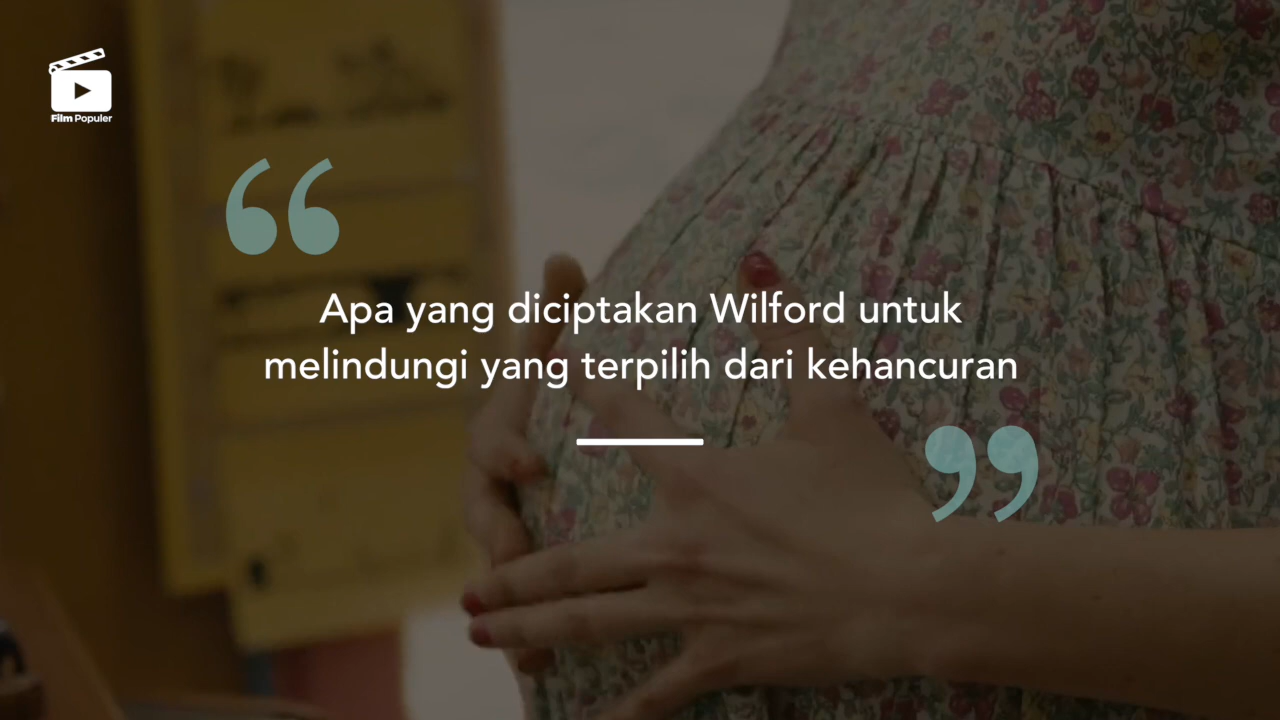 Film Populer
Apa yang diciptakan Wilford untuk
melindungi yang terpilih dari kehancuran